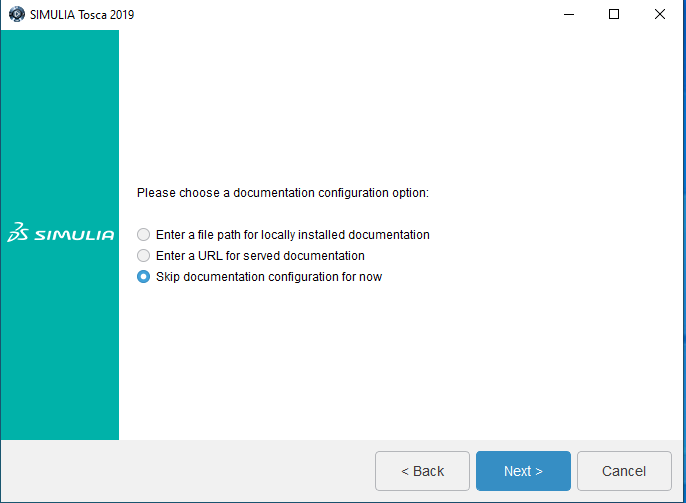 SIMULIA Tosca 2019
Please choose a documentation configuration option:
Enter a file path for locally installed documentation
Enter a URL for served documentation
Skip documentation configuration for now
SIMULIA
< Back
Next >
Cancel